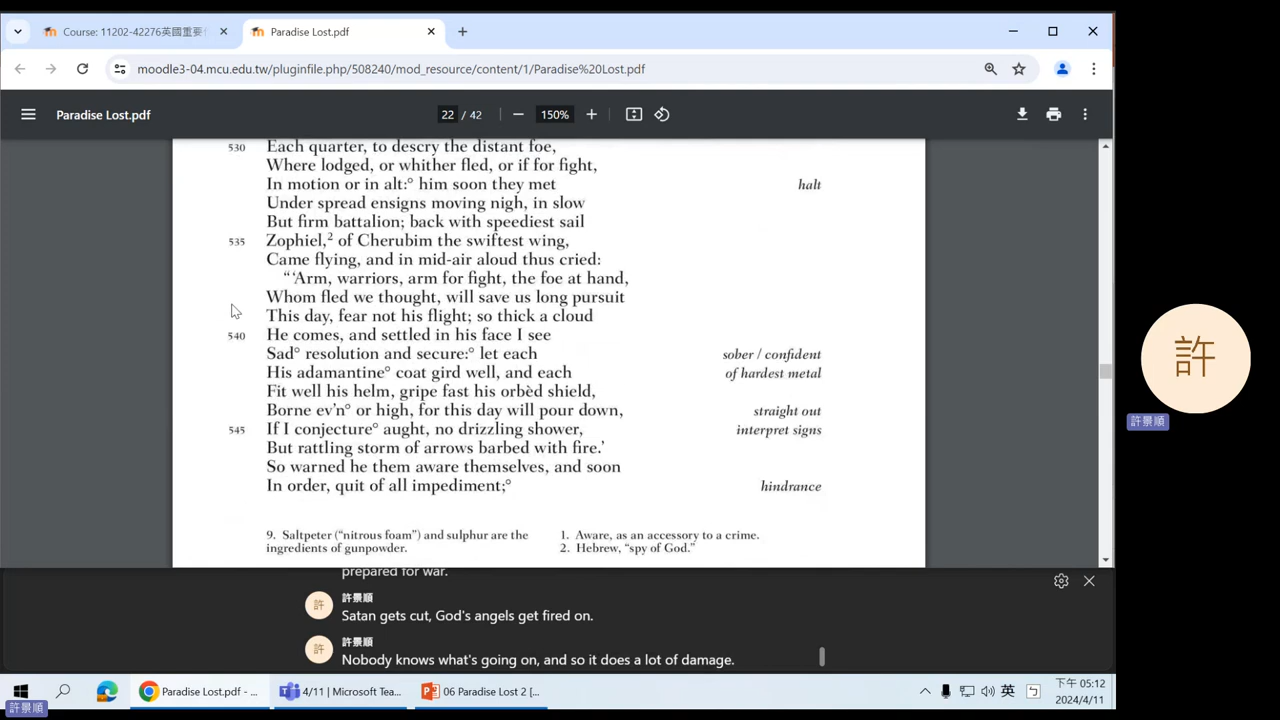 Course: 11202-42276英國重要
Paradise Lost.pdf
moodle3-04.mcu.edu.tw/pluginfile.php/508240/mod_resource/content/1/Paradise%20Lost.pdf
Paradise Lost.pdf
22 / 42
150%
530 Each quarter, to descry the distant foe,
Where lodged, or whither fled, or if for fight,
In motion or in alt:° him soon they met halt
Under spread ensigns moving nigh, in slow
But firm battalion; back with speediest sail
535 Zophiel,2 of Cherubim the swiftest wing,
Came flying, and in mid-air aloud thus cried:
“‘Arm, warriors, arm for fight, the foe at hand,
Whom fled we thought, will save us long pursuit
This day, fear not his flight; so thick a cloud
540 He comes, and settled in his face I see
Sad° resolution and secure:° let each sober / confident
His adamantine° coat gird well, and each of hardest metal
Fit well his helm, gripe fast his orbèd shield,
Borne ev’n° or high, for this day will pour down, straight out
545 If I conjecture° aught, no drizzling shower, interpret signs
But rattling storm of arrows barbed with fire.’
So warned he them aware themselves, and soon
In order, quit of all impediment;° hindrance
9. Saltpeter (“nitrous foam”) and sulphur are the
ingredients of gunpowder.
1. Aware, as an accessory to a crime.
2. Hebrew, “spy of God.”
prepared for war.
許 許景順
Satan gets cut, God's angels get fired on.
許 許景順
Nobody knows what's going on, and so it does a lot of damage.
許
許景順
Paradise Lost.pdf - ...
4/11 | Microsoft Tea...
06 Paradise Lost 2 [...
英
下午 05:12
2024/4/11
許景順